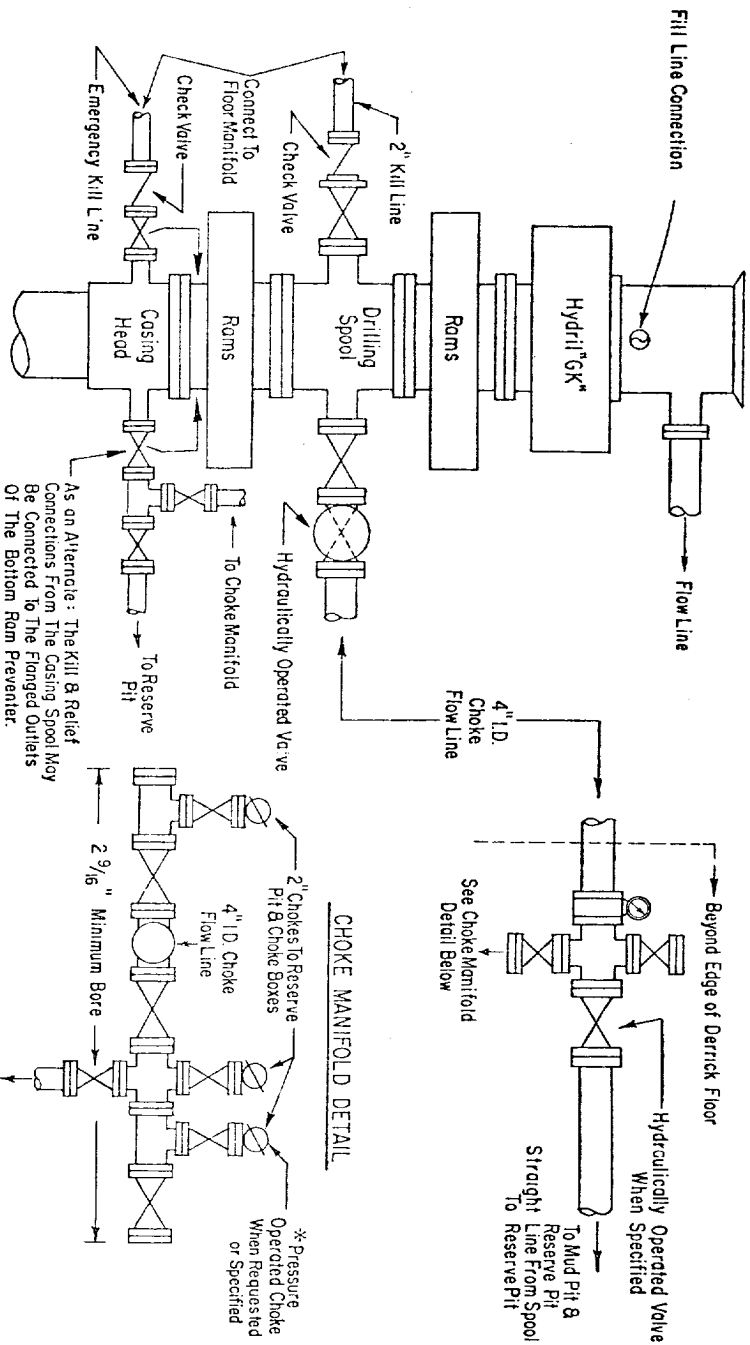 Fill Line Connection
Flow Line
Hydril "GK"
Rams
2" Kill Line
Check Valve
Drilling
Spool
Hydraulically Operated Valve
Connect To
Floor Manifold
Rams
Check Valve
Emergency Kill Line
Casing
Head
To Choke Manifold
To Reserve
Pit
As an Alternate: The Kill & Relief
Connections From The Casing Spool May
Be Connected To The Flanged Outlets
Of The Bottom Ram Preventer.
4" I.D.
Choke
Flow Line
Beyond Edge of Derrick Floor
Hydraulically Operated Valve
When Specified
See Choke Manifold
Detail Below
To Mud Pit &
Reserve Pit
Straight
Line From Spool
To Reserve Pit
CHOKE MANIFOLD DETAIL
2" Chokes To Reserve
Pit & Choke Boxes
4" I.D. Choke
Flow Line
*Pressure
Operated Choke
When Requested
or Specified
2 9/16" Minimum Bore